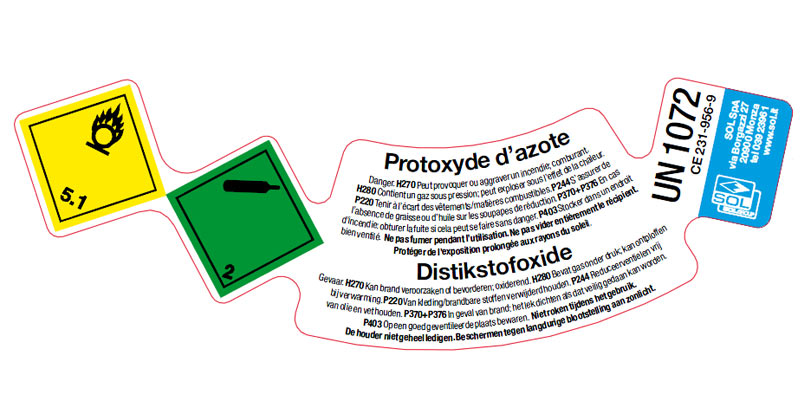 5.1
2
Protoxyde d'azote
Danger. H270 Peut provoquer ou aggraver un incendie; comburant.
H280 Contient un gaz sous pression; peut exploser sous l'effet de la chaleur.
P220 Tenir à l'écart des vêtements/matières combustibles. P244 S'assurer de
l'absence de graisse ou d'huile sur les soupapes de réduction. P370+P376 En cas
d'incendie: obturer la fuite si cela peut se faire sans danger. P403 Stocker dans un endroit
bien ventilé. Ne pas fumer pendant l'utilisation. Ne pas vider entièrement le récipient.
Protéger de l'exposition prolongée aux rayons du soleil.
Distikstofoxide
Gevaar. H270 Kan brand veroorzaken of bevorderen; oxiderend. H280 Bevat gas onder druk; kan ontploffen
bij verwarming. P220 Van kleding/brandbare stoffen verwijderd houden. P244 Reduceerventielen vrij
van olie en vet houden. P370+P376 In geval van brand: het lek dichten als dat veilig gedaan kan worden.
P403 Op een goed geventileerde plaats bewaren. Niet roken tijdens het gebruik.
De houder niet geheel ledigen. Beschermen tegen langdurige blootstelling aan zonlicht.
UN 1072
CE 231-956-9
SOL SpA
via Borgazzi 27
20900 Monza
tel 039 23961
www.sol.it
SOL